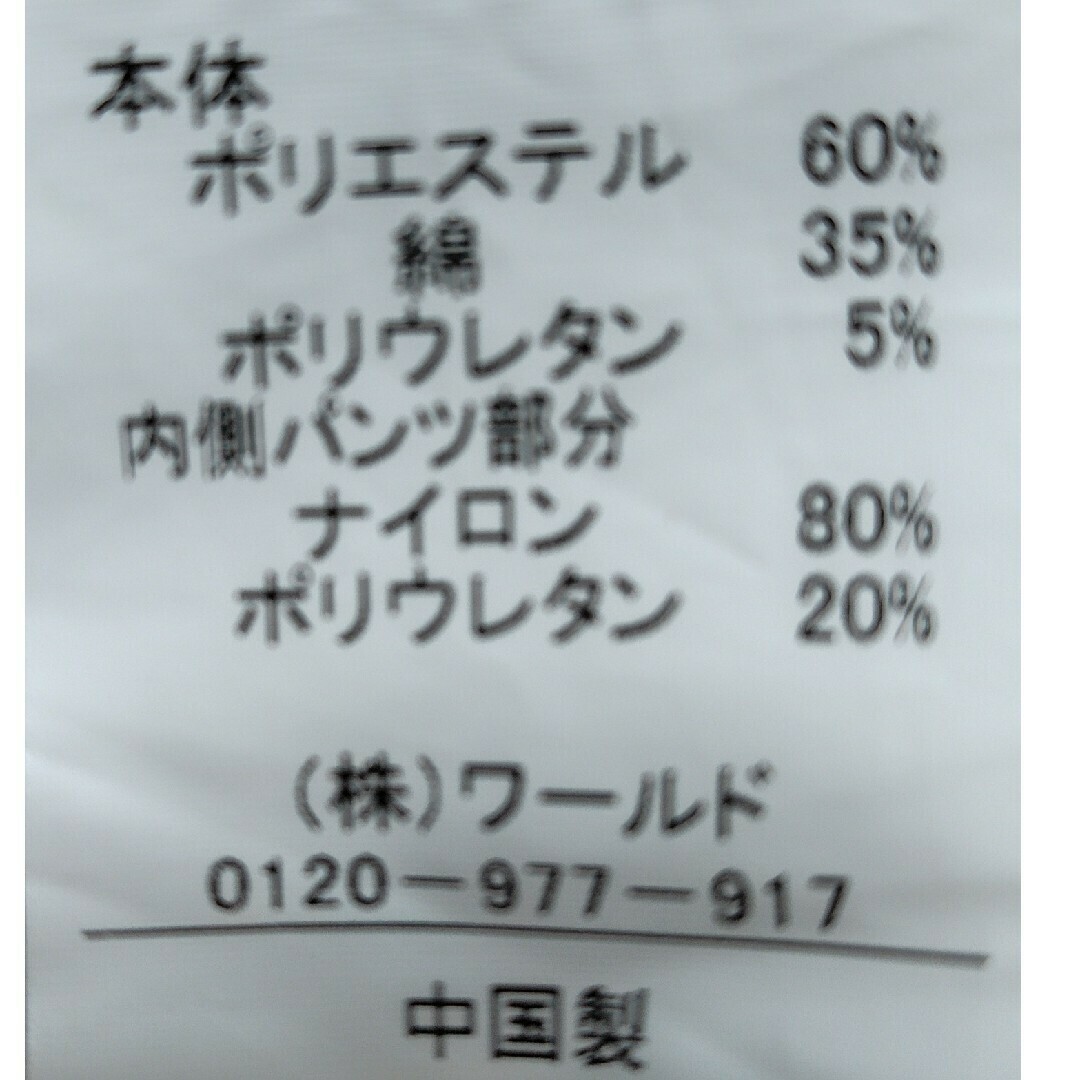 本体
ポリエステル 60%
綿 35%
ポリウレタン 5%
内側パンツ部分
ナイロン 80%
ポリウレタン 20%
(株)ワールド
0120-977-917
中国製